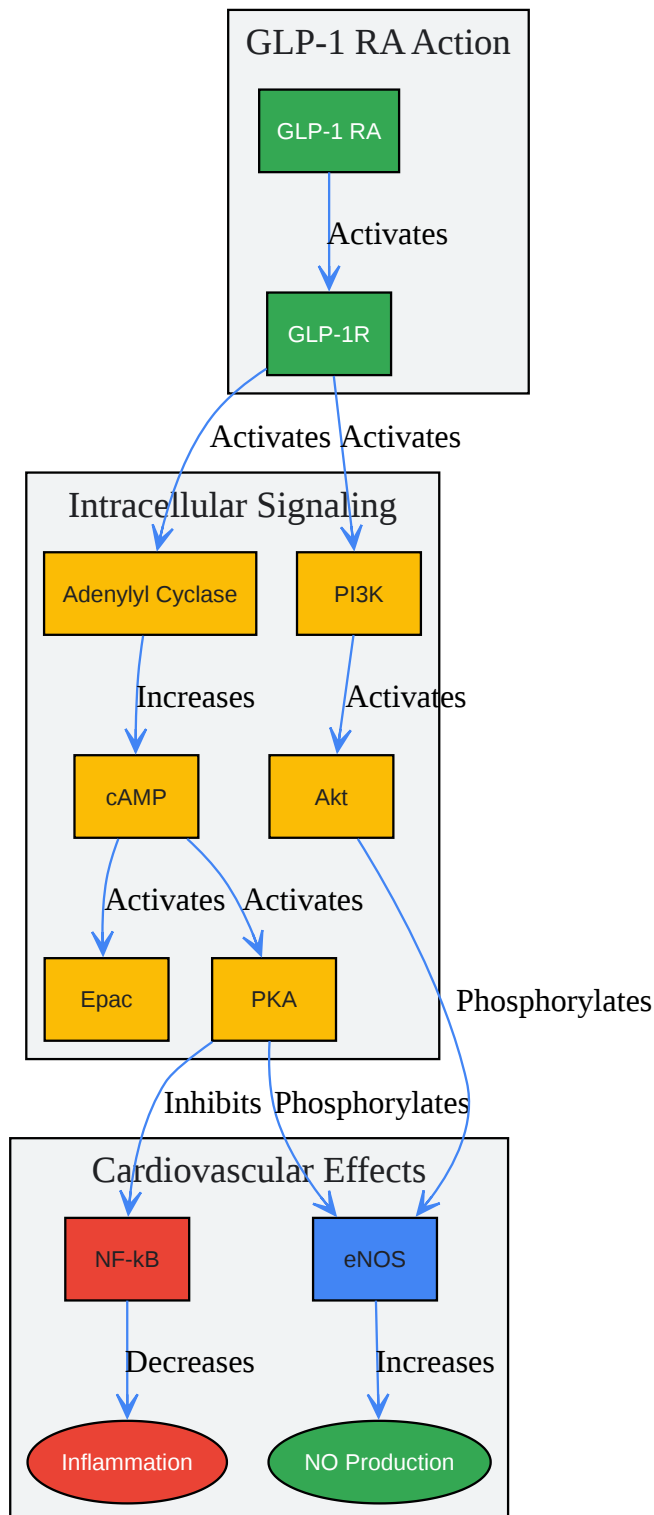 GLP-1 RA Action
GLP-1 RA
Activates
GLP-1R
Activates
Activates
Intracellular Signaling
Adenylyl Cyclase
PI3K
Increases
Activates
cAMP
Akt
Activates
Activates
Epac
PKA
Phosphorylates
Inhibits
Phosphorylates
Cardiovascular Effects
NF-kB
eNOS
Decreases
Increases
Inflammation
NO Production